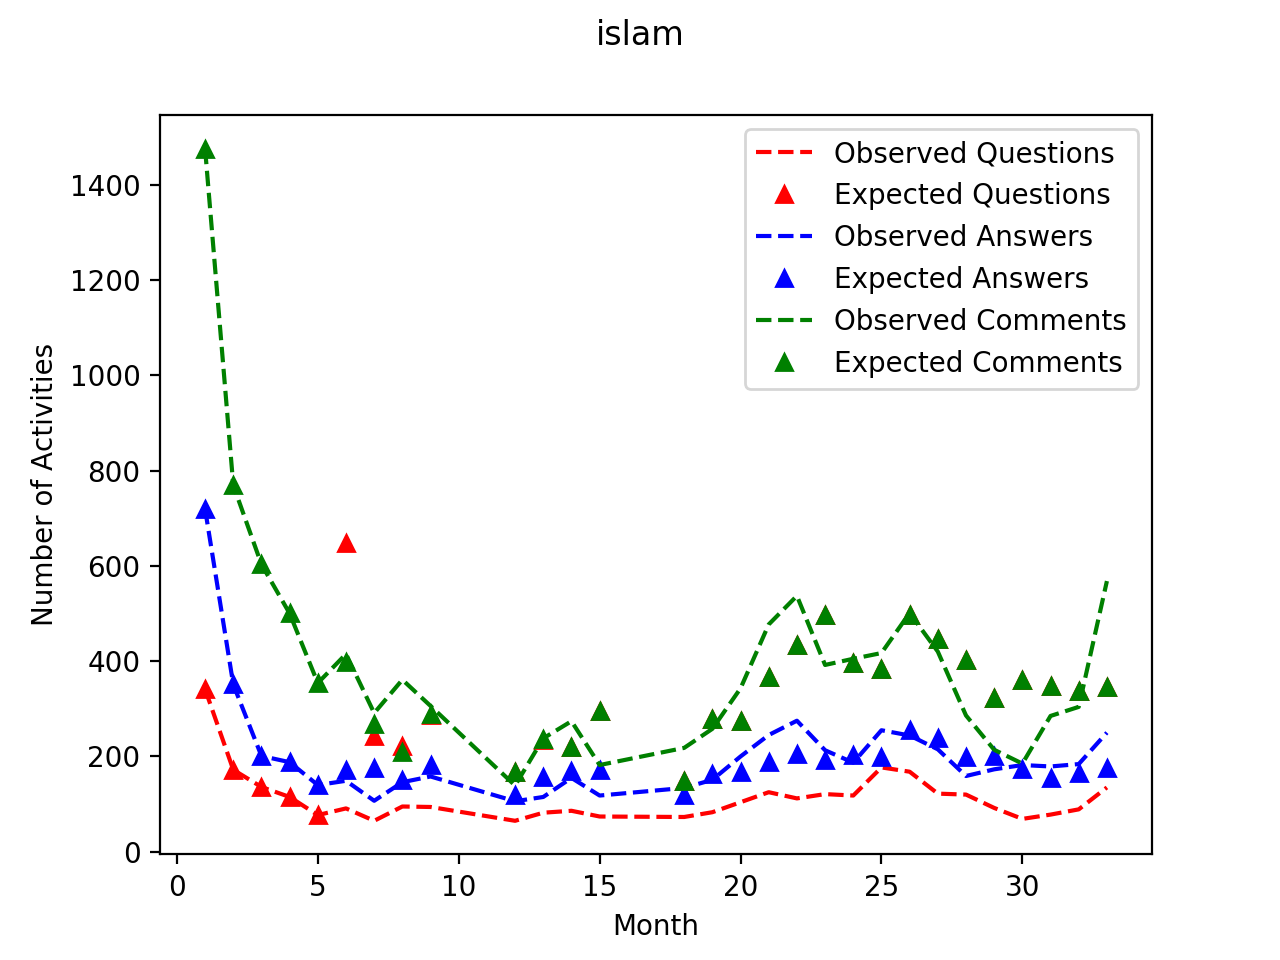 islam
Observed Questions
Expected Questions
Observed Answers
Expected Answers
Observed Comments
Expected Comments
1400
1200
1000
800
600
400
200
0
Number of Activities
0 5 10 15 20 25 30
Month